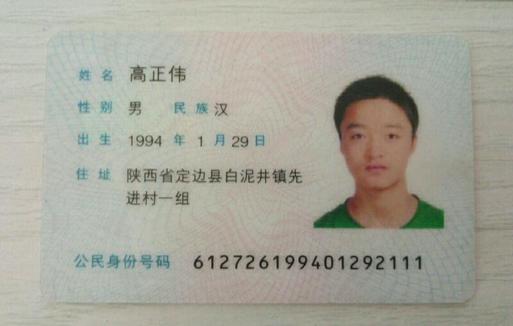 姓名 高正伟
性别 男 民族 汉
出生 1994 年 1 月 29 日
住址 陕西省定边县白泥井镇先
进村一组
公民身份号码 612726199401292111